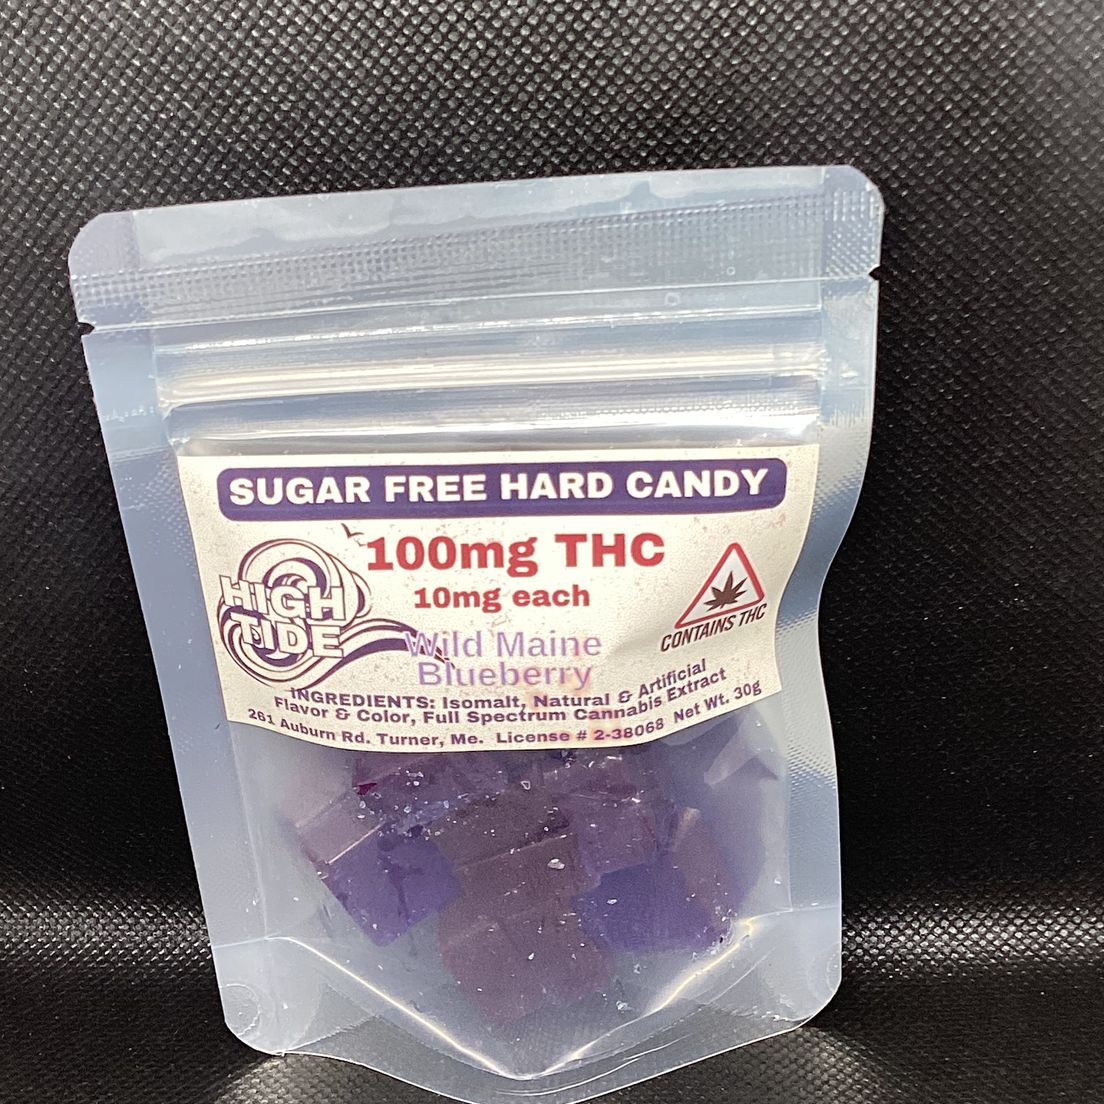 SUGAR FREE HARD CANDY
100mg THC
10mg each
HIGH
TIDE
Wild Maine
Blueberry
CONTAINS THC
INGREDIENTS: Isomalt, Natural & Artificial
Flavor & Color, Full Spectrum Cannabis Extract
261 Auburn Rd. Turner, Me. License # 2-38068 Net Wt. 30g